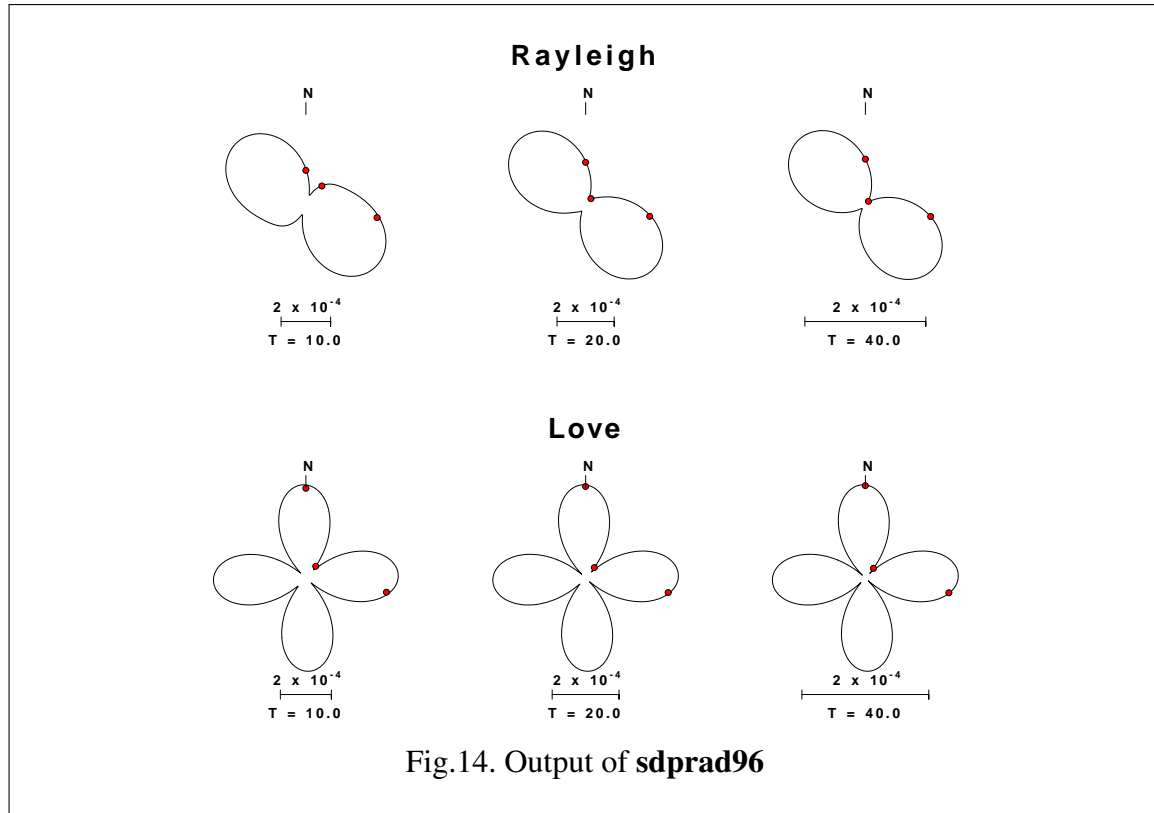 Rayleigh
N N N
2 x 10⁻⁴ 2 x 10⁻⁴ 2 x 10⁻⁴
T = 10.0 T = 20.0 T = 40.0
Love
N N N
2 x 10⁻⁴ 2 x 10⁻⁴ 2 x 10⁻⁴
T = 10.0 T = 20.0 T = 40.0
Fig.14. Output of sdprad96